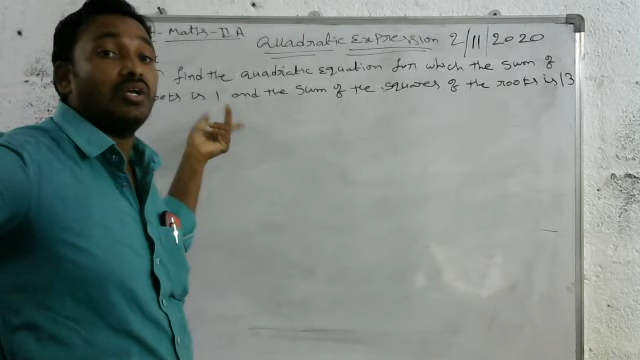 Maths-II A
Quadratic Expression 2/11/2020
find the quadratic Equation for which the sum of
is 1 and the sum of the squares of the roots is 13